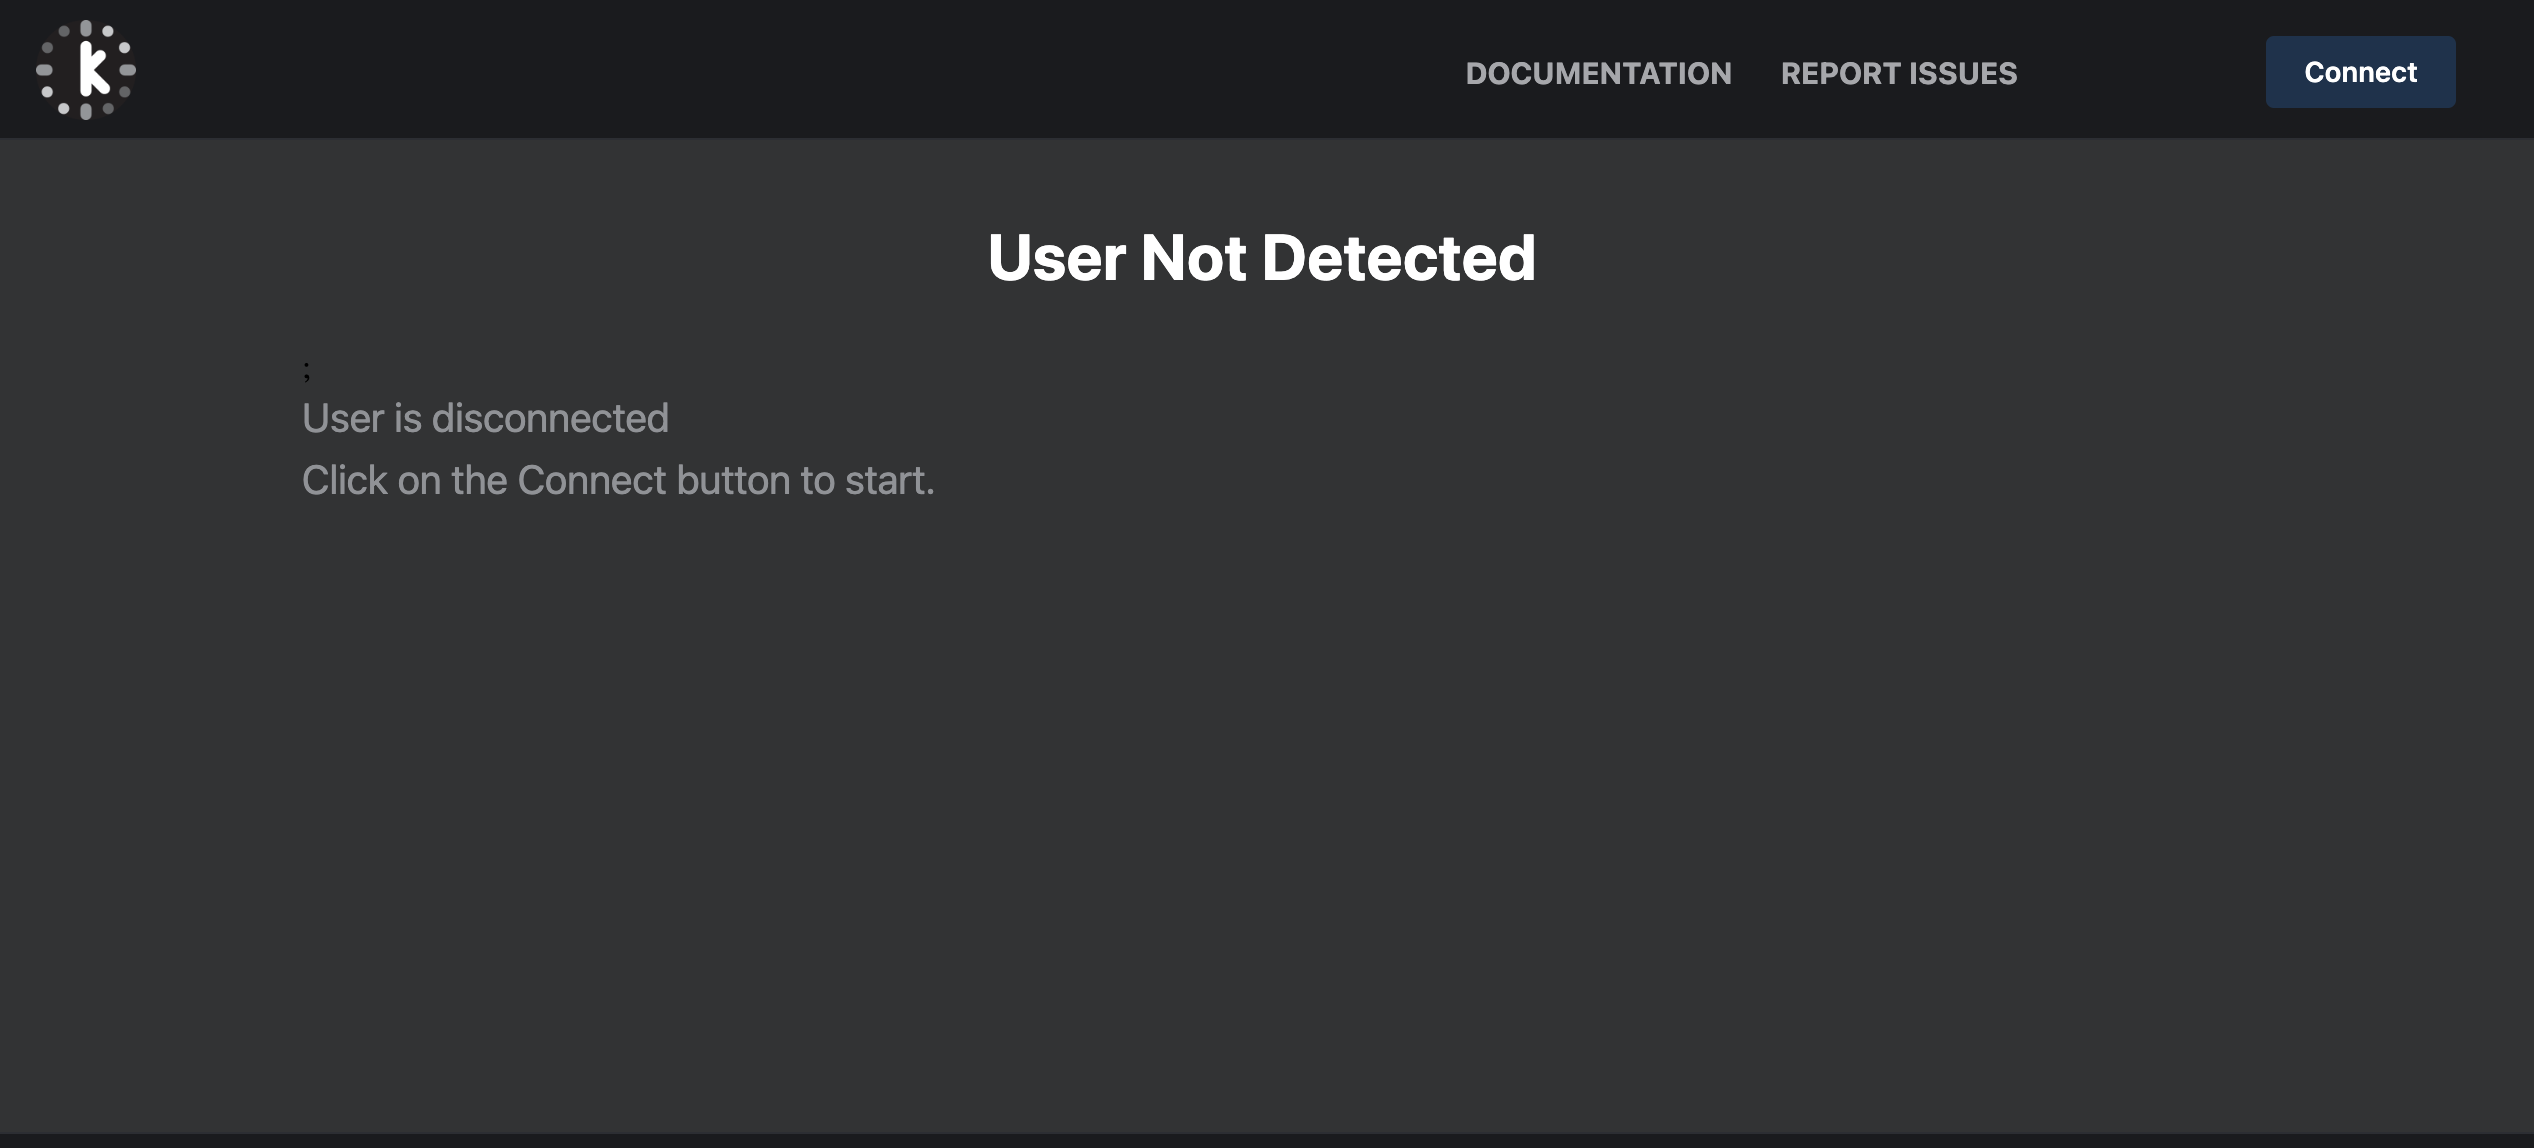 k
DOCUMENTATION REPORT ISSUES Connect
User Not Detected
;
User is disconnected
Click on the Connect button to start.